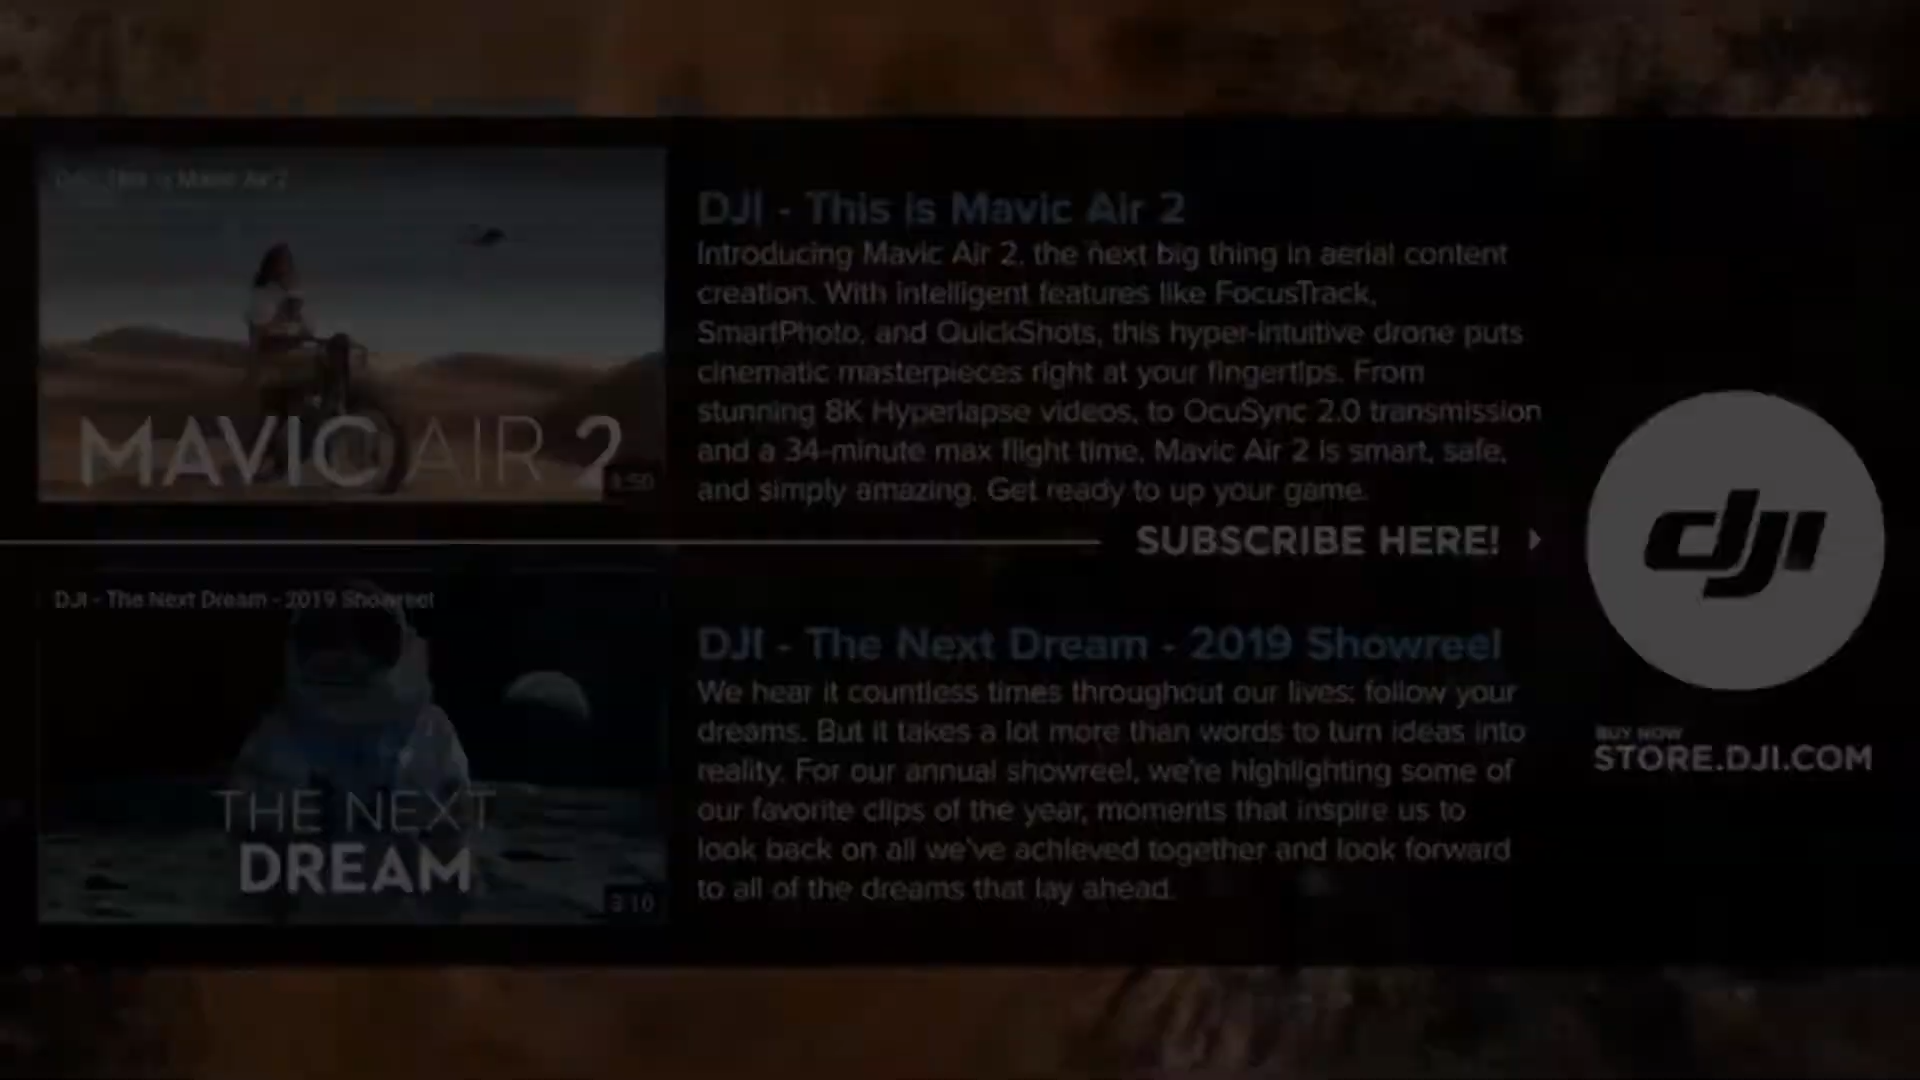 DJI - This is Mavic Air 2
MAVIC AIR 2
DJI - This is Mavic Air 2
Introducing Mavic Air 2, the next big thing in aerial content
creation. With intelligent features like FocusTrack,
SmartPhoto, and QuickShots, this hyper-intuitive drone puts
cinematic masterpieces right at your fingertips. From
stunning 8K Hyperlapse videos, to OcuSync 2.0 transmission
and a 34-minute max flight time, Mavic Air 2 is smart, safe,
and simply amazing. Get ready to up your game.
SUBSCRIBE HERE!
dji
BUY NOW
STORE.DJI.COM
DJI - The Next Dream - 2019 Showreel
THE NEXT
DREAM
3:10
DJI - The Next Dream - 2019 Showreel
We hear it countless times throughout our lives: follow your
dreams. But it takes a lot more than words to turn ideas into
reality. For our annual showreel, we're highlighting some of
our favorite clips of the year, moments that inspire us to
look back on all we've achieved together and look forward
to all of the dreams that lay ahead.